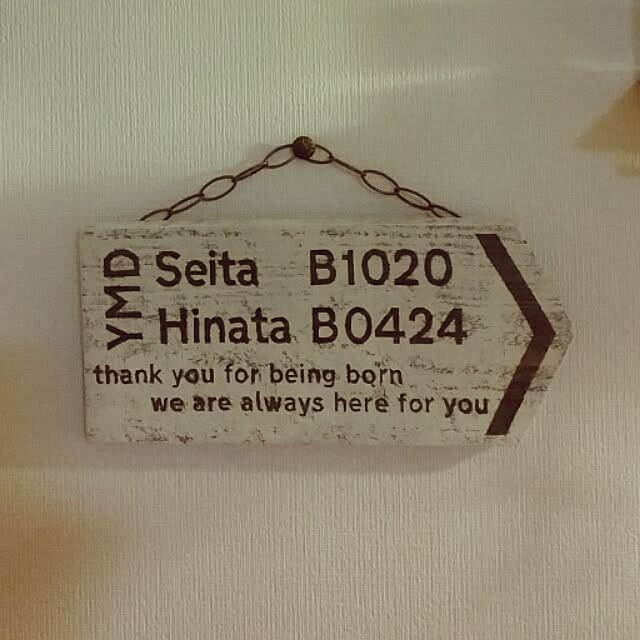 YMD
Seita B1020
Hinata B0424
thank you for being born
we are always here for you